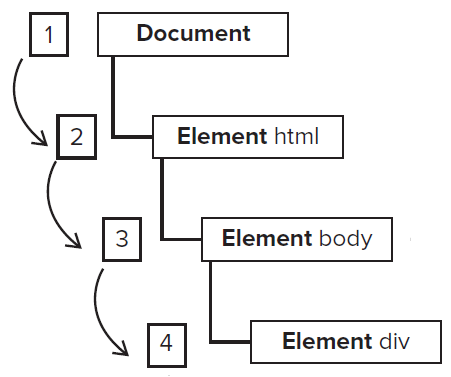 1 Document
2 Element html
3 Element body
4 Element div